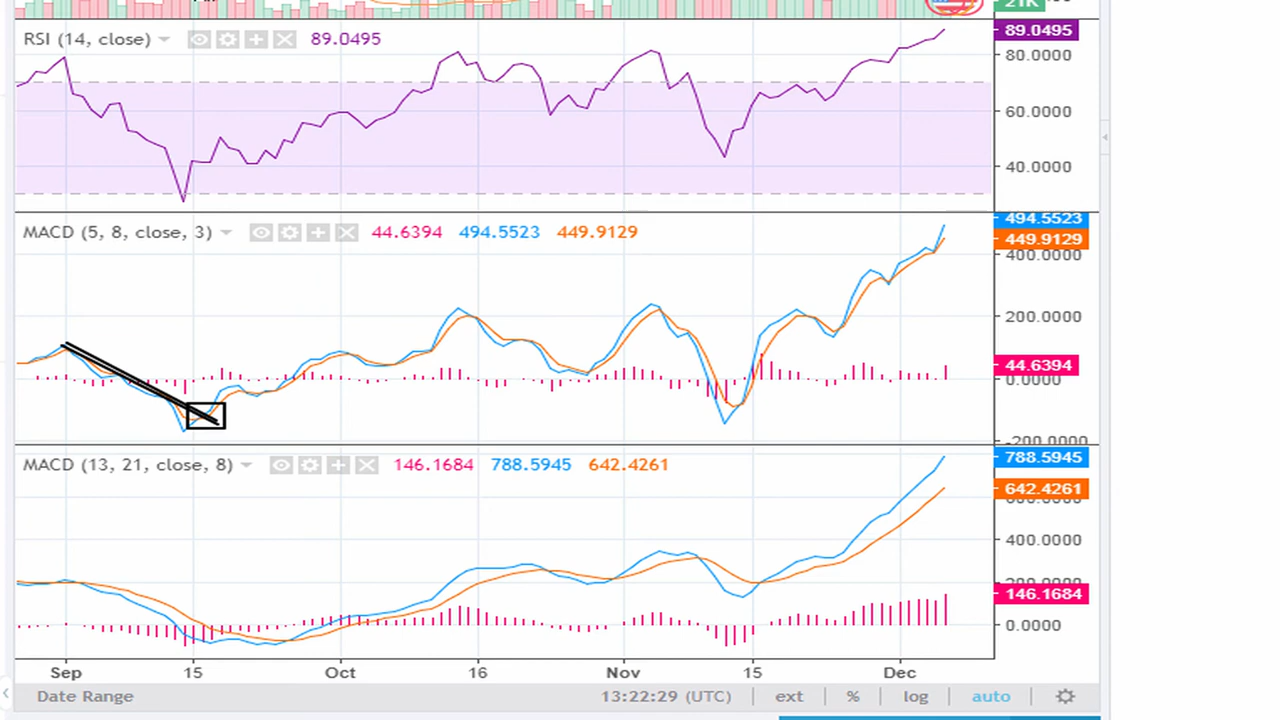 21K
RSI (14, close) 89.0495
89.0495
80.0000
60.0000
40.0000
MACD (5, 8, close, 3) 44.6394 494.5523 449.9129
494.5523
449.9129
400.0000
200.0000
44.6394
0.0000
-200.0000
MACD (13, 21, close, 8) 146.1684 788.5945 642.4261
788.5945
642.4261
400.0000
146.1684
0.0000
Sep 15 Oct 16 Nov 15 Dec
Date Range 13:22:29 (UTC) ext % log auto